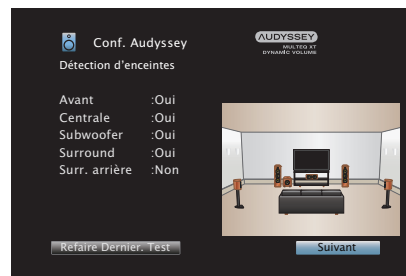 Conf. Audyssey
AUDYSSEY
MULTEQ XT
DYNAMIC VOLUME
Détection d'enceintes
Avant :Oui
Centrale :Oui
Subwoofer :Oui
Surround :Oui
Surr. arrière :Non
Refaire Dernier. Test
Suivant